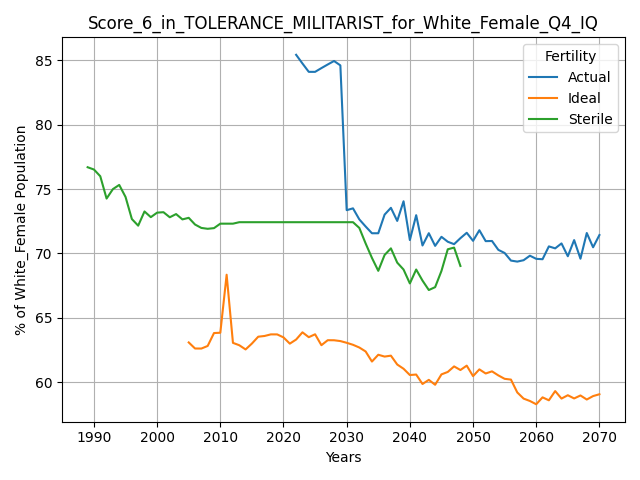 Score_6_in_TOLERANCE_MILITARIST_for_White_Female_Q4_IQ
% of White_Female Population
85
80
75
70
65
60
Fertility
Actual
Ideal
Sterile
1990 2000 2010 2020 2030 2040 2050 2060 2070
Years